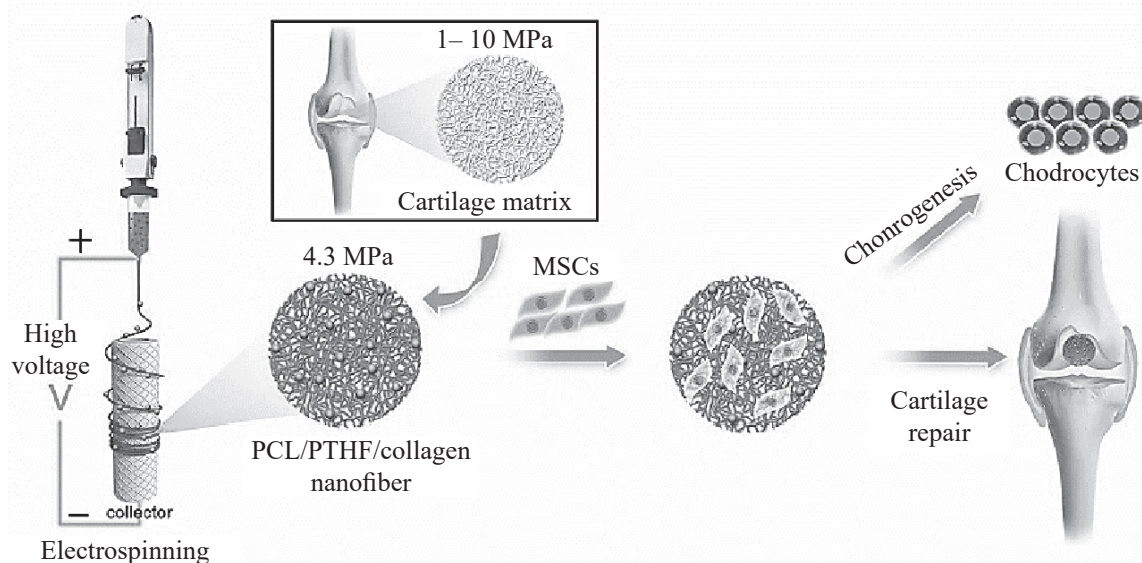 1– 10 MPa
Cartilage matrix
Chodrocytes
Chonrogenesis
+
4.3 MPa
MSCs
High
voltage
V
PCL/PTHF/collagen
nanofiber
Cartilage
repair
– collector
Electrospinning